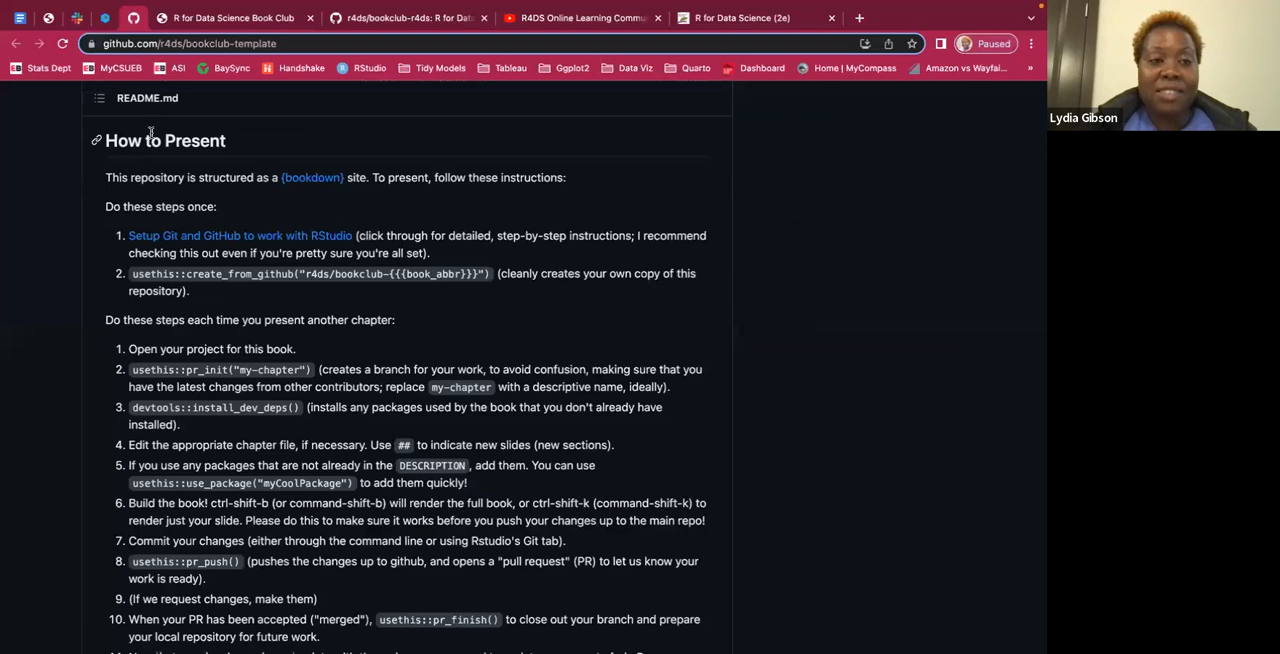 R for Data Science Book Club
r4ds/bookclub-r4ds: R for Dat
R4DS Online Learning Commu
R for Data Science (2e)
github.com/r4ds/bookclub-template
Paused
Stats Dept
MyCSUEB
ASI
BaySync
Handshake
RStudio
Tidy Models
Tableau
Ggplot2
Data Viz
Quarto
Dashboard
Home | MyCompass
Amazon vs Wayfai...
»
Lydia Gibson
README.md
How to Present
This repository is structured as a {bookdown} site. To present, follow these instructions:
Do these steps once:
1. Setup Git and GitHub to work with RStudio (click through for detailed, step-by-step instructions; I recommend
checking this out even if you're pretty sure you're all set).
2. usethis::create_from_github("r4ds/bookclub-{{{book_abbr}}}") (cleanly creates your own copy of this
repository).
Do these steps each time you present another chapter:
1. Open your project for this book.
2. usethis::pr_init("my-chapter") (creates a branch for your work, to avoid confusion, making sure that you
have the latest changes from other contributors; replace my-chapter with a descriptive name, ideally).
3. devtools::install_dev_deps() (installs any packages used by the book that you don't already have
installed).
4. Edit the appropriate chapter file, if necessary. Use ## to indicate new slides (new sections).
5. If you use any packages that are not already in the DESCRIPTION, add them. You can use
usethis::use_package("myCoolPackage") to add them quickly!
6. Build the book! ctrl-shift-b (or command-shift-b) will render the full book, or ctrl-shift-k (command-shift-k) to
render just your slide. Please do this to make sure it works before you push your changes up to the main repo!
7. Commit your changes (either through the command line or using Rstudio's Git tab).
8. usethis::pr_push() (pushes the changes up to github, and opens a "pull request" (PR) to let us know your
work is ready).
9. (If we request changes, make them)
10. When your PR has been accepted ("merged"), usethis::pr_finish() to close out your branch and prepare
your local repository for future work.